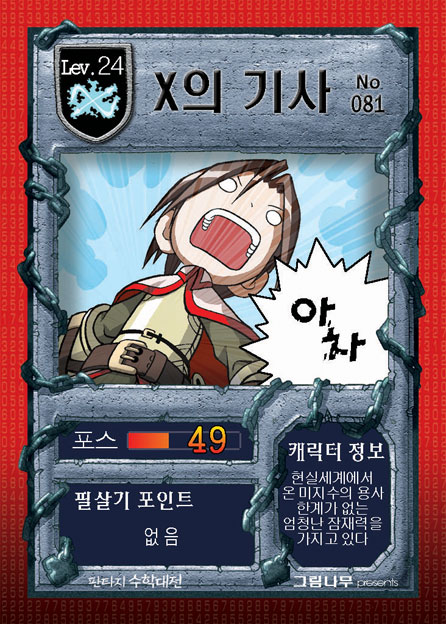 Lev.24
X의 기사
No
081
아차
포스 49
필살기 포인트
없음
캐릭터 정보
현실세계에서
온 미지수의 용사
한계가 없는
엄청난 잠재력을
가지고 있다
판타지 수학대전
그림나무 presents